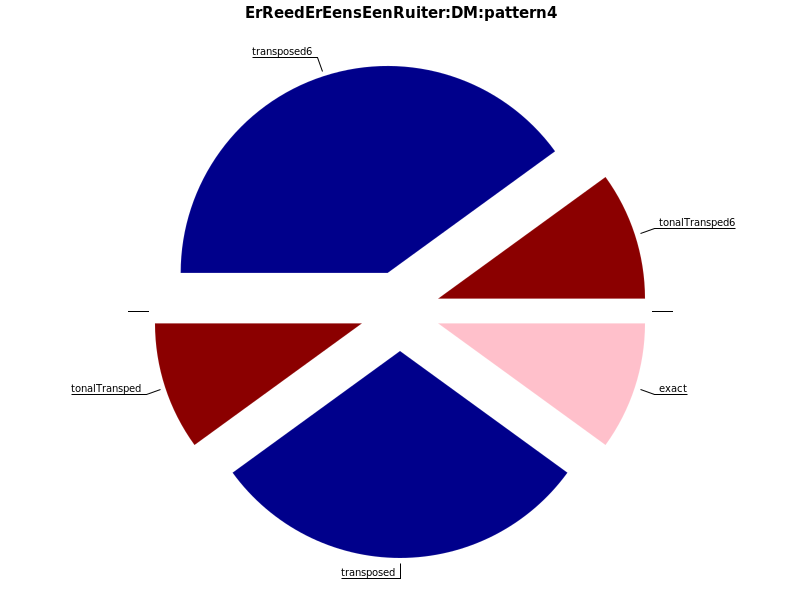 ErReedErEensEenRuiter:DM:pattern4
transposed6
tonalTransped6
tonalTransped
exact
transposed